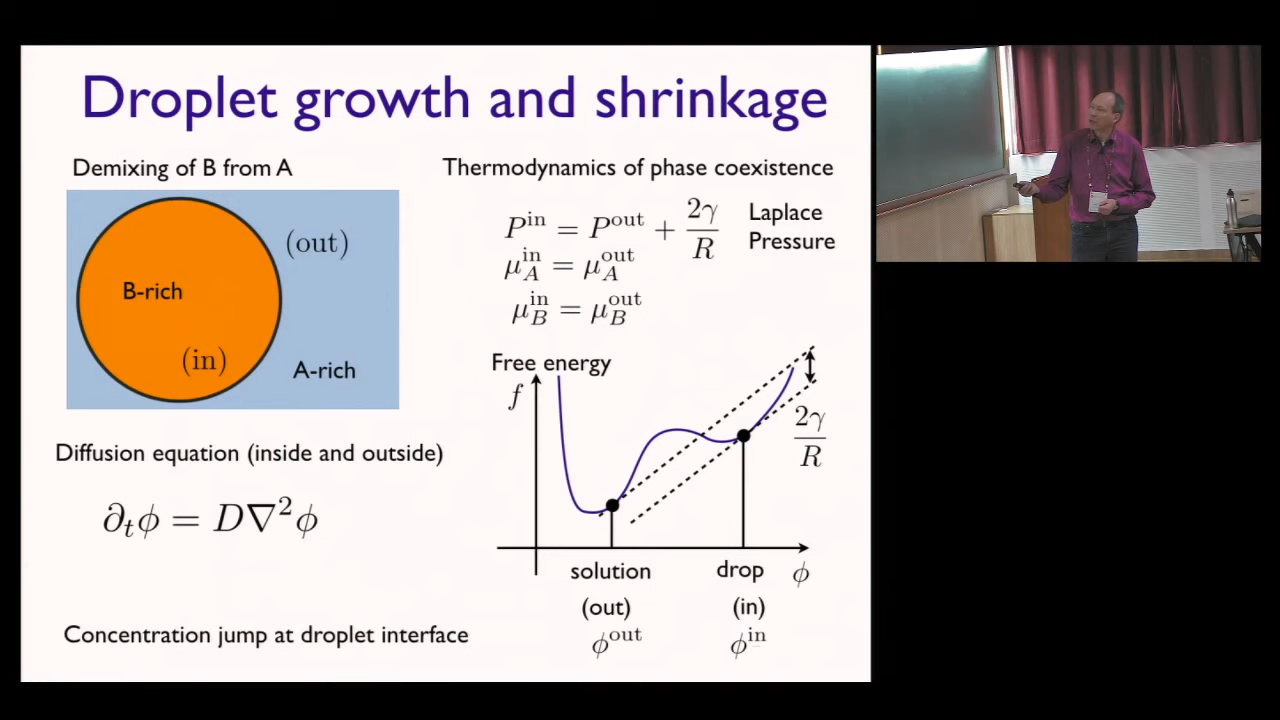 Droplet growth and shrinkage
Demixing of B from A
(out)
B-rich
(in)
A-rich
Diffusion equation (inside and outside)
∂ₜϕ = D∇²ϕ
Concentration jump at droplet interface
Thermodynamics of phase coexistence
P^in = P^out + 2γ/R
Laplace
Pressure
μ_A^in = μ_A^out
μ_B^in = μ_B^out
Free energy
f
2γ/R
solution
drop
ϕ
(out)
(in)
ϕ^out
ϕ^in